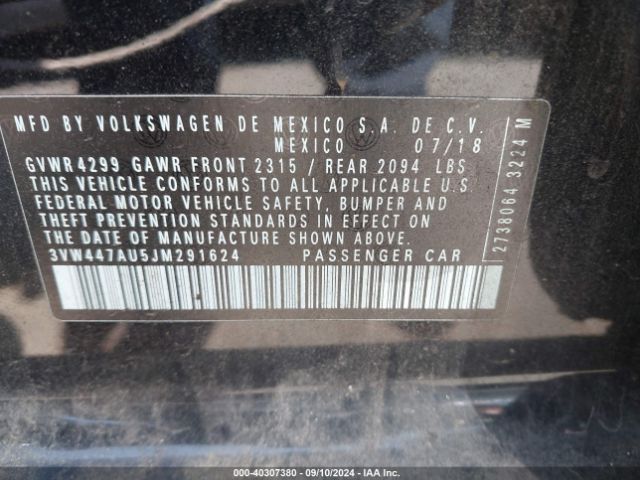 MFD BY VOLKSWAGEN DE MEXICO S.A. DE C.V.
MEXICO 07/18
GVWR4299 GAWR FRONT 2315 / REAR 2094 LBS
THIS VEHICLE CONFORMS TO ALL APPLICABLE U.S
FEDERAL MOTOR VEHICLE SAFETY, BUMPER AND
THEFT PREVENTION STANDARDS IN EFFECT ON
THE DATE OF MANUFACTURE SHOWN ABOVE.
3VW447AU5JM291624 PASSENGER CAR
2738064 3224 M
000-40307380 - 09/10/2024 - IAA Inc.